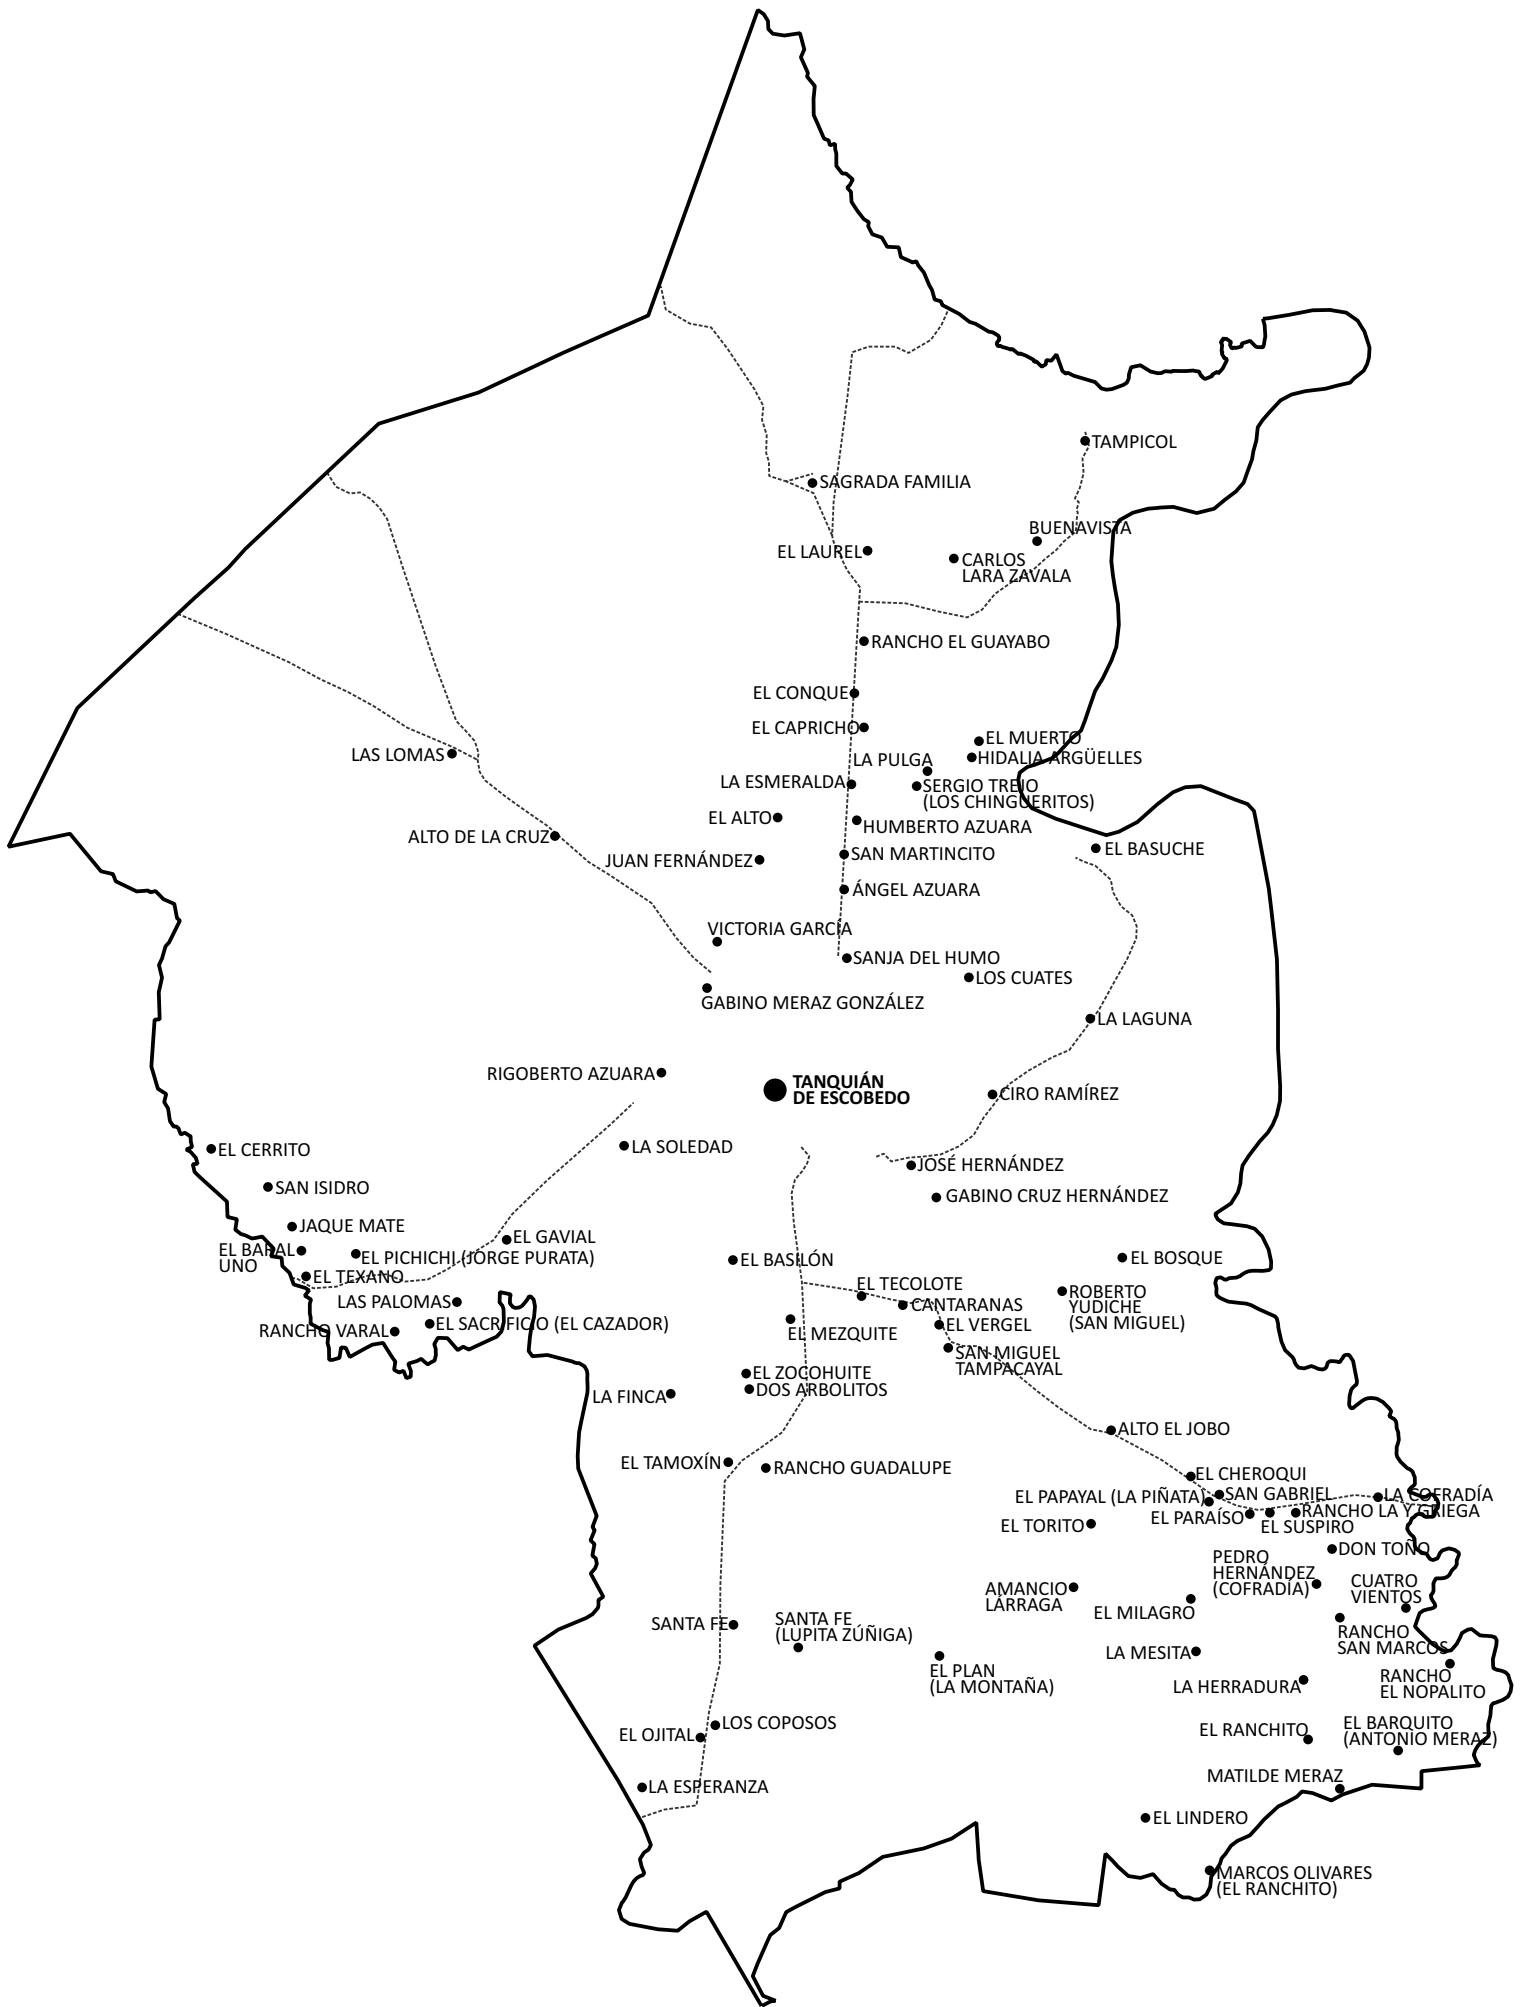 TAMPICOL
SAGRADA FAMILIA
BUENAVISTA
EL LAUREL
CARLOS
LARA ZAVALA
RANCHO EL GUAYABO
EL CONQUE
EL CAPRICHO
EL MUERTO
LAS LOMAS
HIDALIA ARGÜELLES
LA PULGA
LA ESMERALDA
SERGIO TREJO
(LOS CHINGUERITOS)
EL ALTO
HUMBERTO AZUARA
ALTO DE LA CRUZ
EL BASUCHE
SAN MARTINCITO
JUAN FERNÁNDEZ
ÁNGEL AZUARA
VICTORIA GARCÍA
SANJA DEL HUMO
LOS CUATES
GABINO MERAZ GONZÁLEZ
LA LAGUNA
RIGOBERTO AZUARA
TANQUIÁN
DE ESCOBEDO
CIRO RAMÍREZ
LA SOLEDAD
EL CERRITO
JOSÉ HERNÁNDEZ
SAN ISIDRO
GABINO CRUZ HERNÁNDEZ
JAQUE MATE
EL GAVIAL
EL BARAL
UNO
EL PICHICHI (JORGE PURATA)
EL BASILÓN
EL BOSQUE
EL TEXANO
EL TECOLOTE
ROBERTO
YUDICHE
(SAN MIGUEL)
LAS PALOMAS
CANTARANAS
EL SACRIFICIO (EL CAZADOR)
EL VERGEL
RANCHO VARAL
EL MEZQUITE
SAN MIGUEL
TAMPACAYAL
EL ZOCOHUITE
DOS ARBOLITOS
LA FINCA
ALTO EL JOBO
EL TAMOXÍN
RANCHO GUADALUPE
EL CHEROQUI
EL PAPAYAL (LA PIÑATA)
SAN GABRIEL
LA COFRADÍA
RANCHO LA Y GRIEGA
EL PARAÍSO
EL SUSPIRO
EL TORITO
DON TOÑO
PEDRO
HERNÁNDEZ
(COFRADÍA)
CUATRO
VIENTOS
AMANCIO
LÁRRAGA
EL MILAGRO
SANTA FE
SANTA FE
(LUPITA ZÚÑIGA)
RANCHO
SAN MARCOS
LA MESITA
EL PLAN
(LA MONTAÑA)
RANCHO
EL NOPALITO
LA HERRADURA
LOS COPOSOS
EL OJITAL
EL RANCHITO
EL BARQUITO
(ANTONIO MERAZ)
MATILDE MERAZ
LA ESPERANZA
EL LINDERO
MARCOS OLIVARES
(EL RANCHITO)